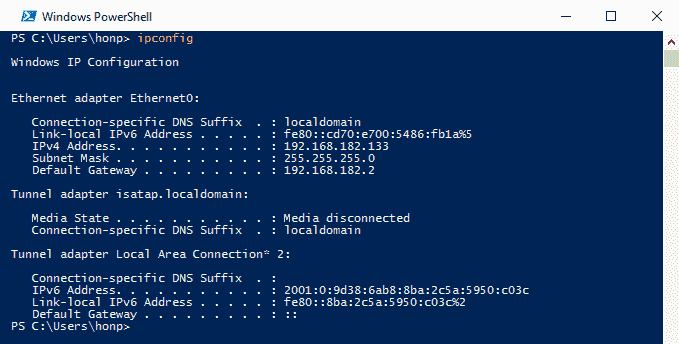 Windows PowerShell
PS C:\Users\honp> ipconfig
Windows IP Configuration
Ethernet adapter Ethernet0:
Connection-specific DNS Suffix  . : localdomain
Link-local IPv6 Address . . . . . : fe80::cd70:e700:5486:fb1a%5
IPv4 Address. . . . . . . . . . . : 192.168.182.133
Subnet Mask . . . . . . . . . . . : 255.255.255.0
Default Gateway . . . . . . . . . : 192.168.182.2
Tunnel adapter isatap.localdomain:
Media State . . . . . . . . . . . : Media disconnected
Connection-specific DNS Suffix  . : localdomain
Tunnel adapter Local Area Connection* 2:
Connection-specific DNS Suffix  . :
IPv6 Address. . . . . . . . . . . : 2001:0:9d38:6ab8:8ba:2c5a:5950:c03c
Link-local IPv6 Address . . . . . : fe80::8ba:2c5a:5950:c03c%2
Default Gateway . . . . . . . . . : ::
PS C:\Users\honp>